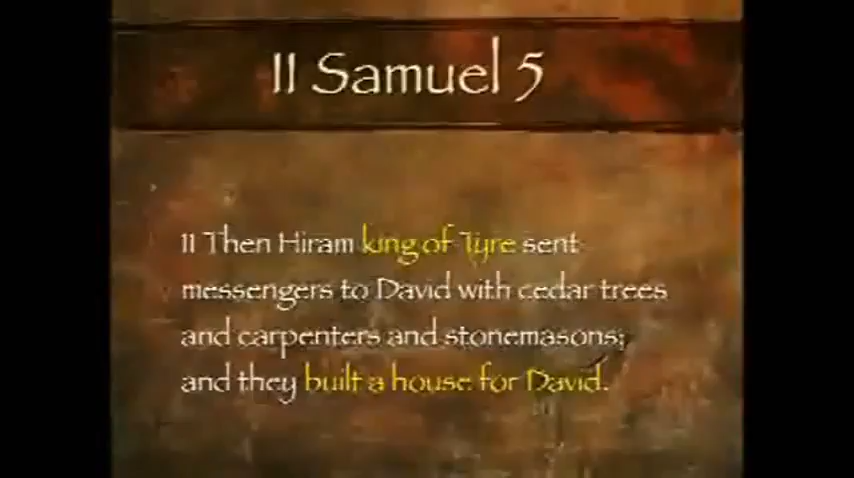 II Samuel 5
11 Then Hiram king of Tyre sent
messengers to David with cedar trees
and carpenters and stonemasons;
and they built a house for David.